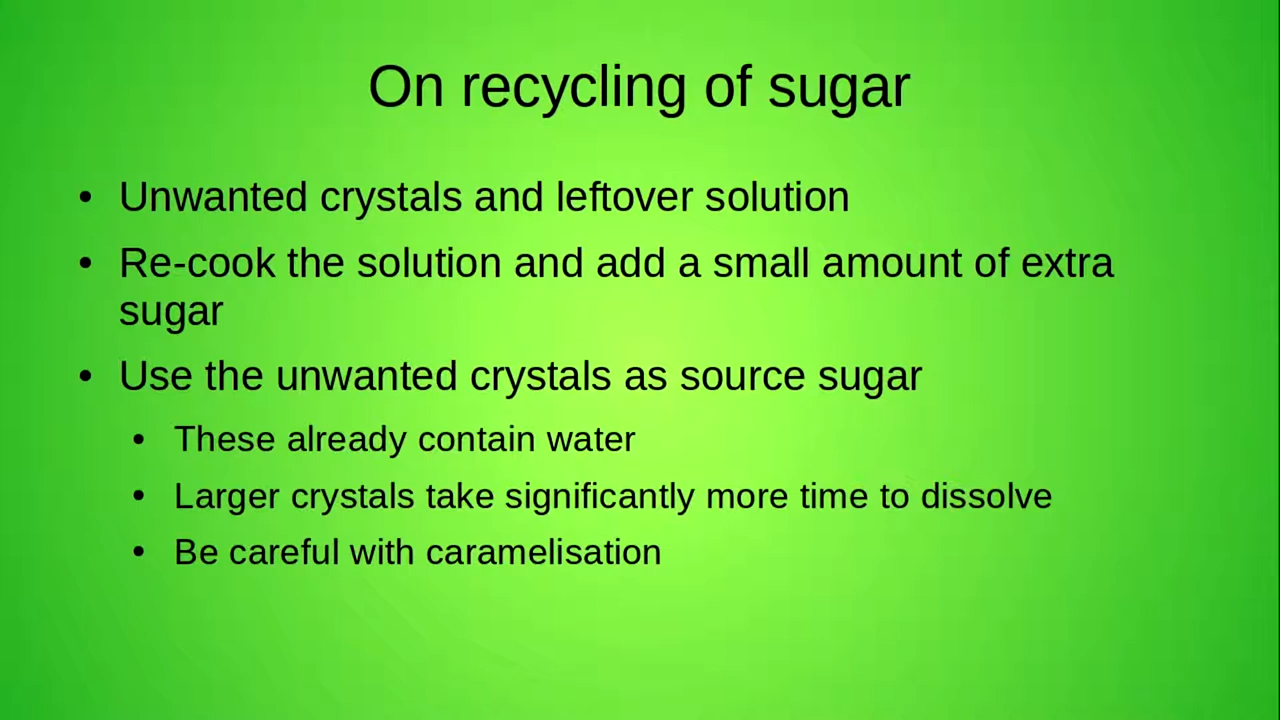 On recycling of sugar
• Unwanted crystals and leftover solution
• Re-cook the solution and add a small amount of extra
sugar
• Use the unwanted crystals as source sugar
• These already contain water
• Larger crystals take significantly more time to dissolve
• Be careful with caramelisation